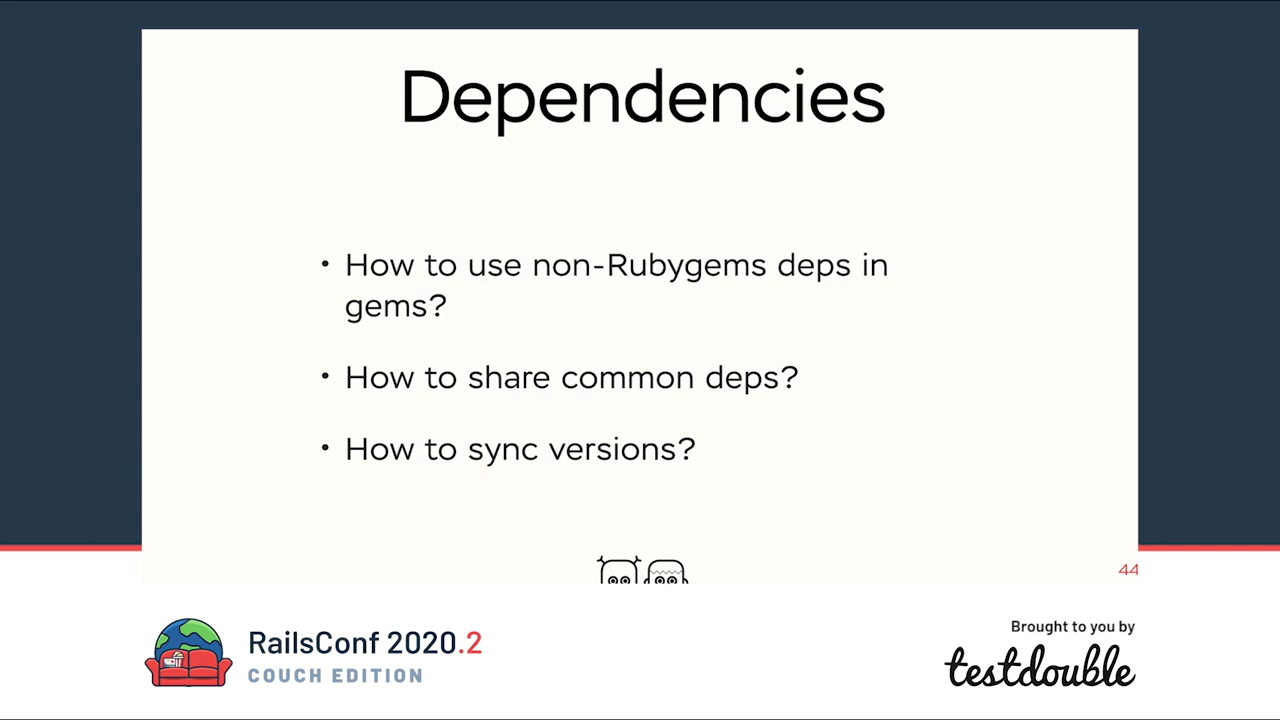 Dependencies
• How to use non-Rubygems deps in
gems?
• How to share common deps?
• How to sync versions?
44
RailsConf 2020.2
COUCH EDITION
Brought to you by
testdouble